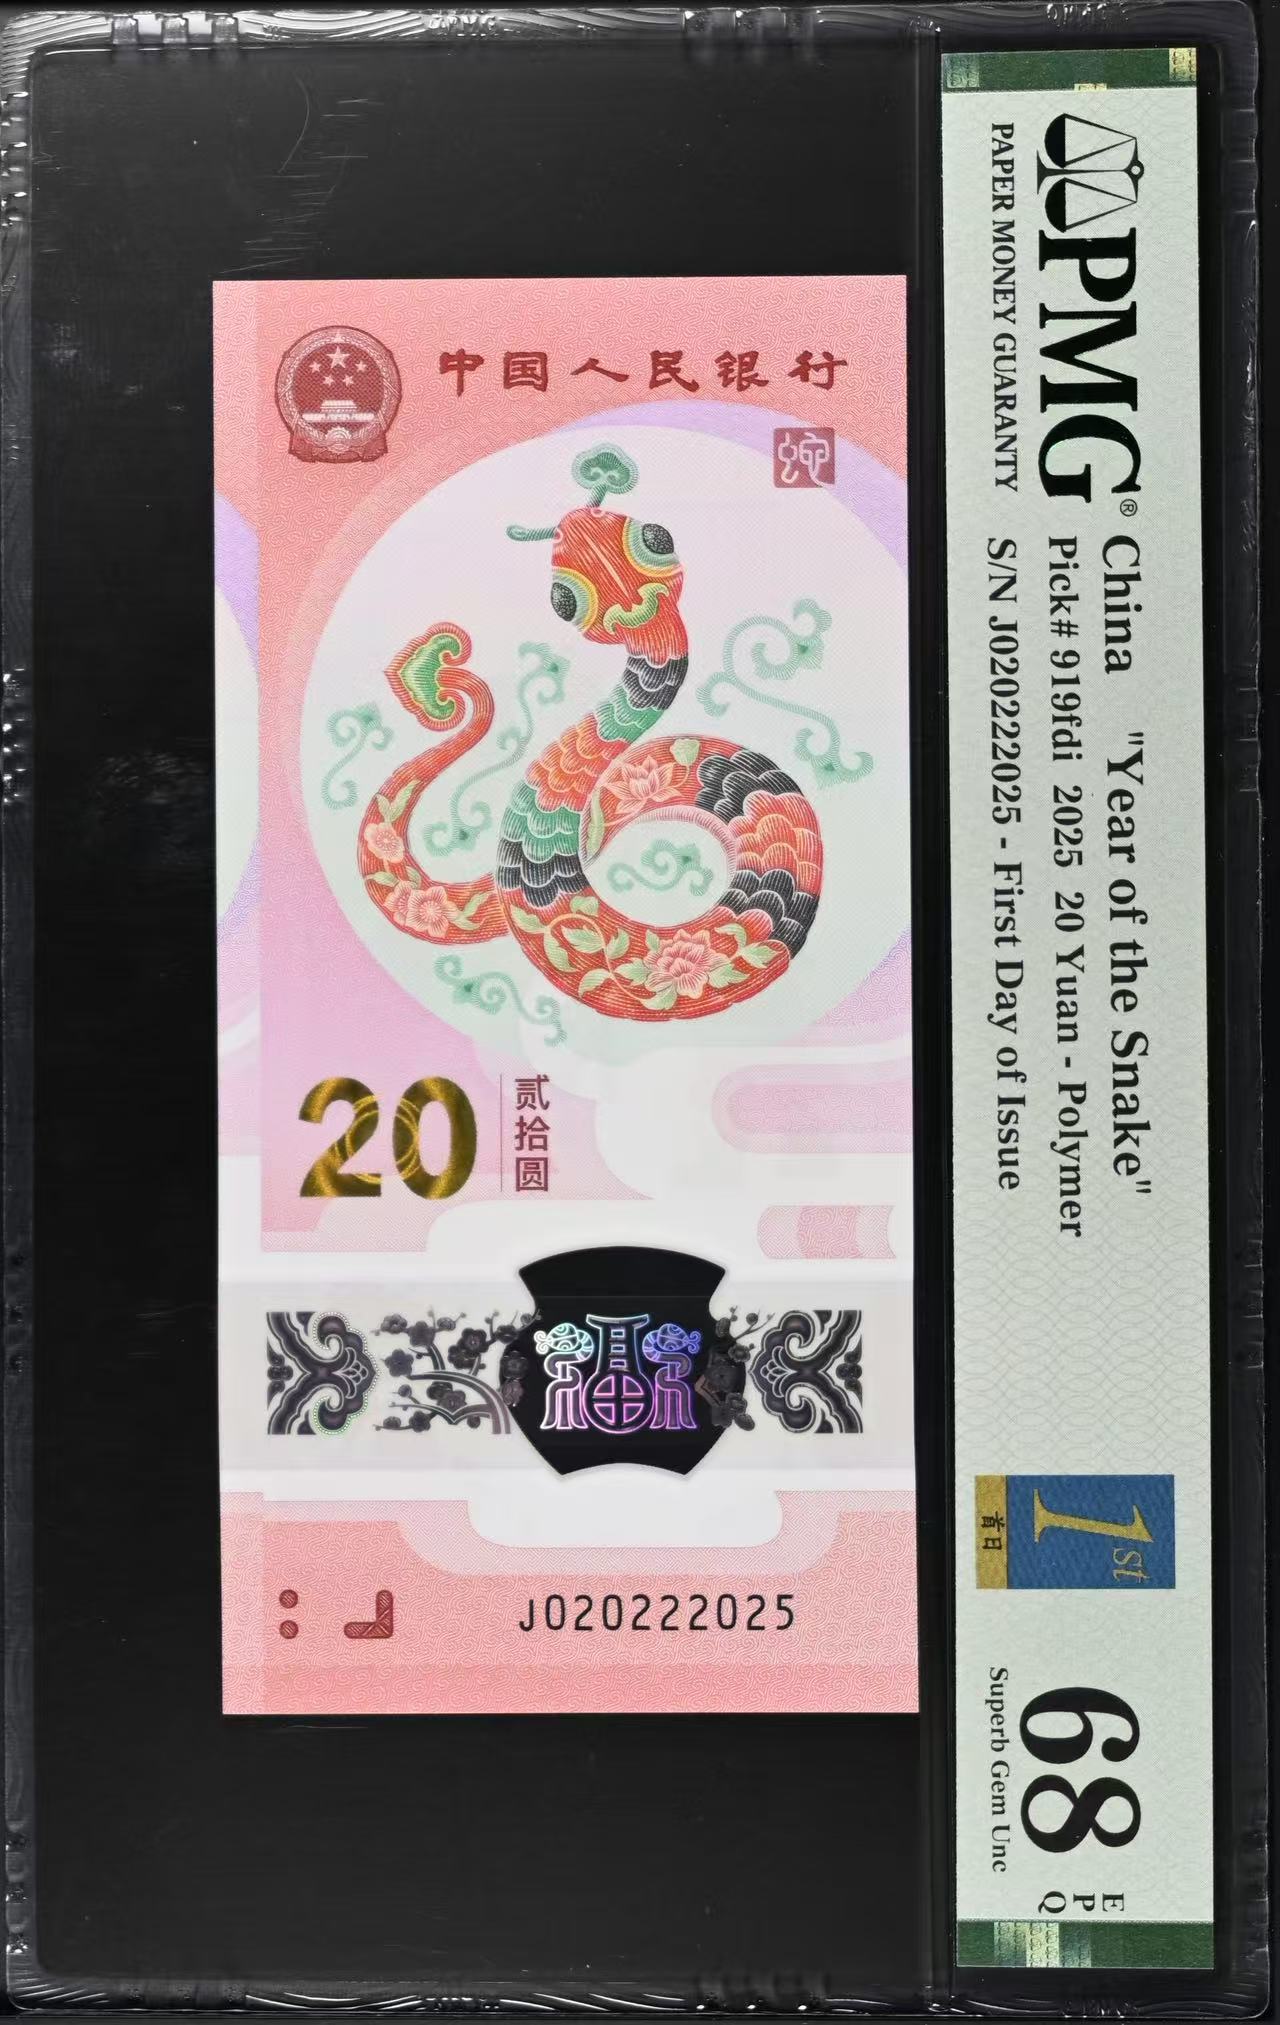 中国人民银行
蛇
20
贰拾圆
J020222025
PMG®
PAPER MONEY GUARANTY
China "Year of the Snake"
Pick# 919fdi 2025 20 Yuan - Polymer
S/N J020222025 - First Day of Issue
1st
首日
68
EPQ
Superb Gem Unc